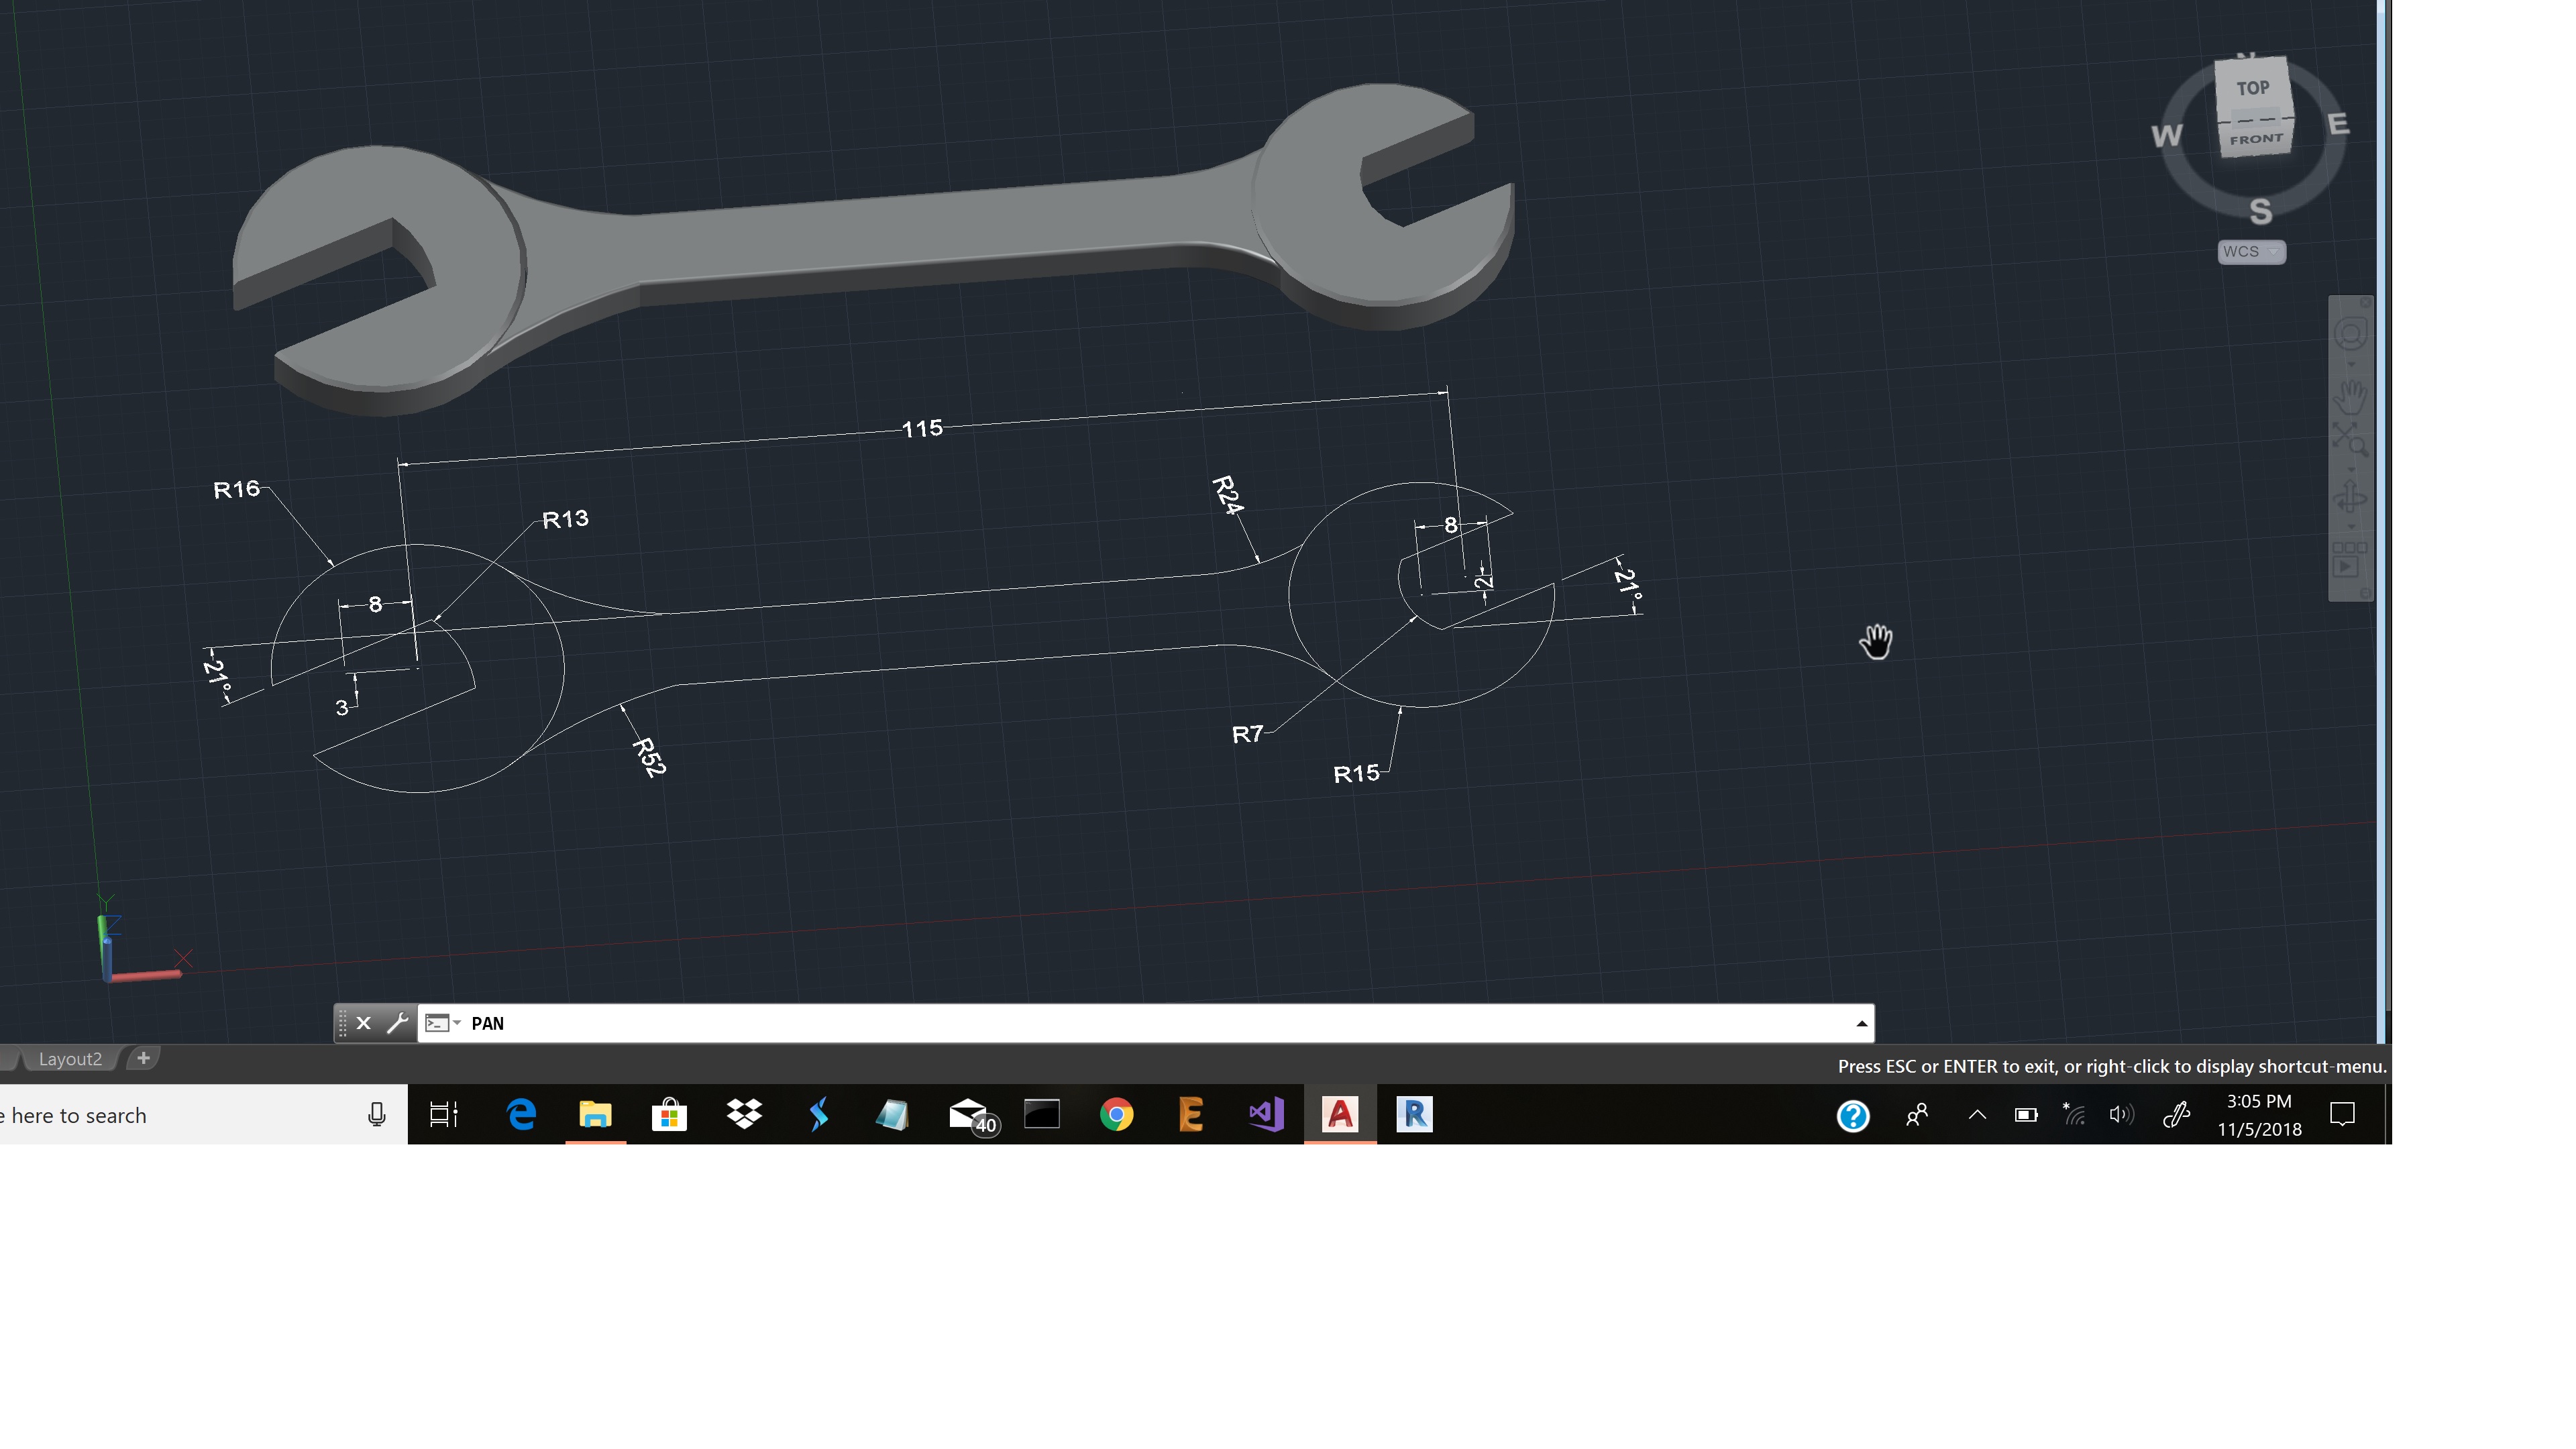 N
TOP
W
E
FRONT
S
WCS
115
R16
R13
R24
8
8
2
21°
21°
3
R52
R7
R15
Y
Z
X
PAN
Layout2
Press ESC or ENTER to exit, or right-click to display shortcut-menu.
e here to search
40
3:05 PM
11/5/2018